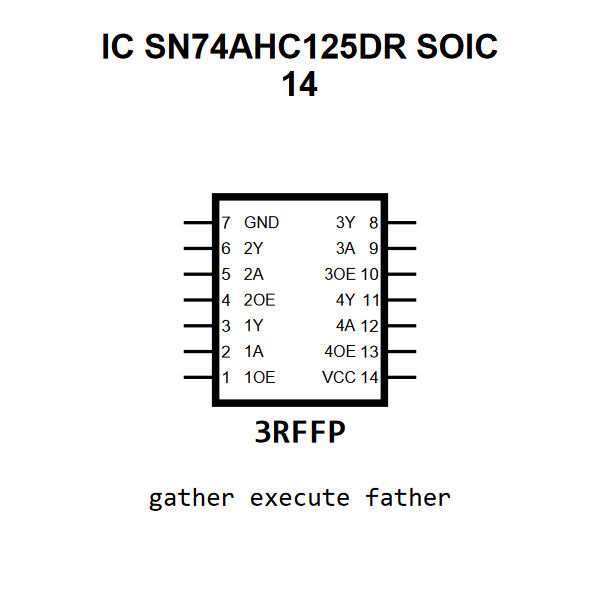 IC SN74AHC125DR SOIC
14
7 GND 3Y 8
6 2Y 3A 9
5 2A 3OE 10
4 2OE 4Y 11
3 1Y 4A 12
2 1A 4OE 13
1 1OE VCC 14
3RFFP
gather execute father